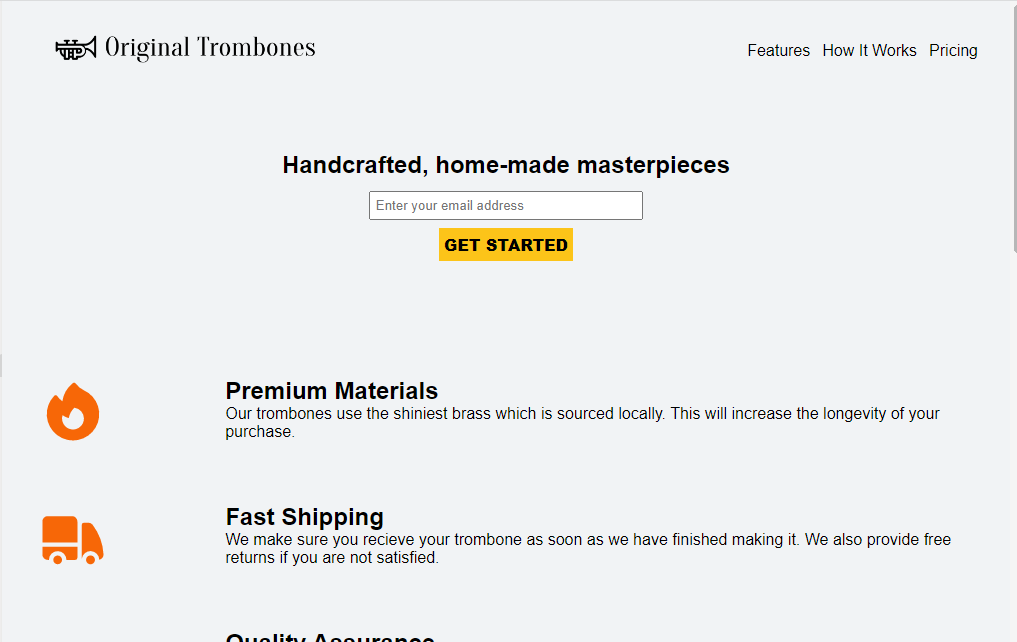 Original Trombones
Features How It Works Pricing
Handcrafted, home-made masterpieces
Enter your email address
GET STARTED
Premium Materials
Our trombones use the shiniest brass which is sourced locally. This will increase the longevity of your
purchase.
Fast Shipping
We make sure you recieve your trombone as soon as we have finished making it. We also provide free
returns if you are not satisfied.
Quality Assurance